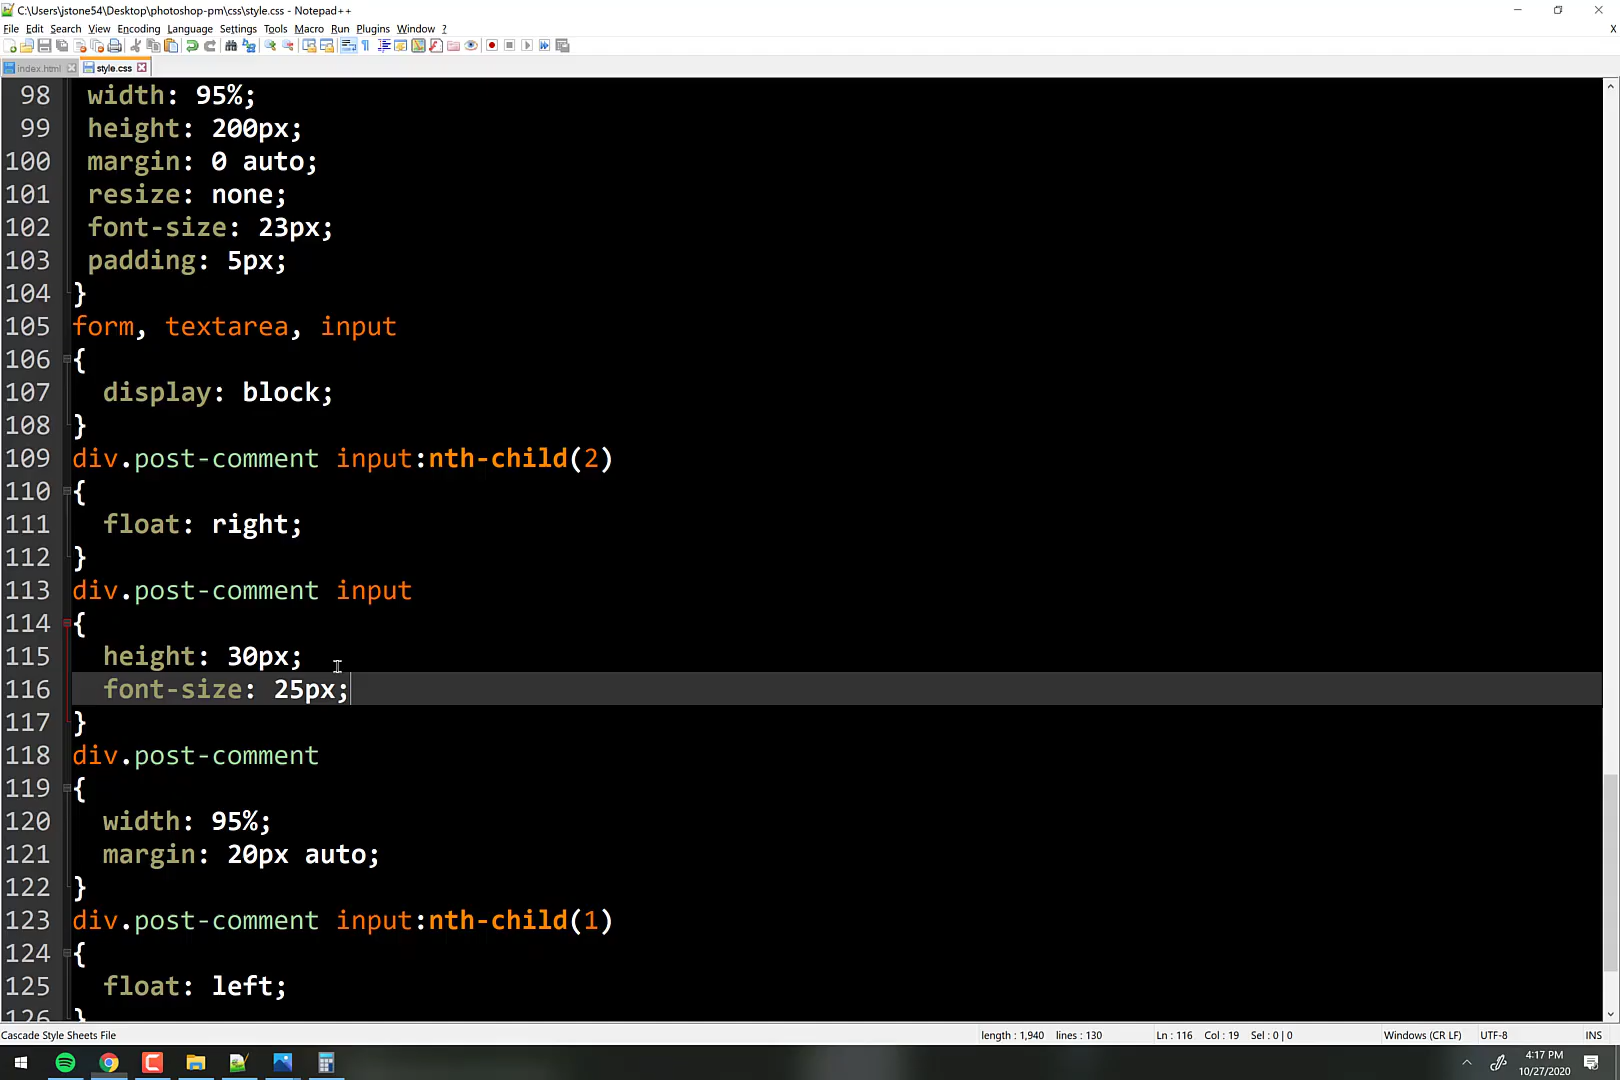 C:\Users\jstone54\Desktop\photoshop-pm\css\style.css - Notepad++
File Edit Search View Encoding Language Settings Tools Macro Run Plugins Window ? X
index.html style.css
98 width: 95%;
99 height: 200px;
100 margin: 0 auto;
101 resize: none;
102 font-size: 23px;
103 padding: 5px;
104 }
105 form, textarea, input
106 {
107 display: block;
108 }
109 div.post-comment input:nth-child(2)
110 {
111 float: right;
112 }
113 div.post-comment input
114 {
115 height: 30px;
116 font-size: 25px;
117 }
118 div.post-comment
119 {
120 width: 95%;
121 margin: 20px auto;
122 }
123 div.post-comment input:nth-child(1)
124 {
125 float: left;
126 }
Cascade Style Sheets File length : 1,940 lines : 130 Ln : 116 Col : 19 Sel : 0 | 0 Windows (CR LF) UTF-8 INS
4:17 PM
10/27/2020